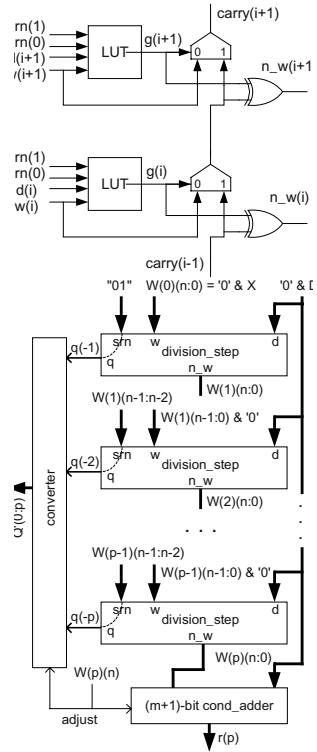 carry(i+1)
rn(1)
rn(0)
l(i+1)
v(i+1)
LUT
g(i+1)
0 1
n_w(i+1
rn(1)
rn(0)
d(i)
w(i)
LUT
g(i)
0 1
n_w(i)
carry(i-1)
"01" W(0)(n:0) = '0' & X '0' & D
q(-1)
srn w d
q division_step
n_w
W(1)(n:0)
W(1)(n-1:n-2)
W(1)(n-1:0) & '0'
q(-2)
srn w d
q division_step
n_w
W(2)(n:0)
. . .
converter
Q'(0:p)
W(p-1)(n-1:n-2)
W(p-1)(n-1:0) & '0'
q(-p)
srn w d
q division_step
n_w
W(p)(n:0)
W(p)(n)
adjust
(m+1)-bit cond_adder
r(p)